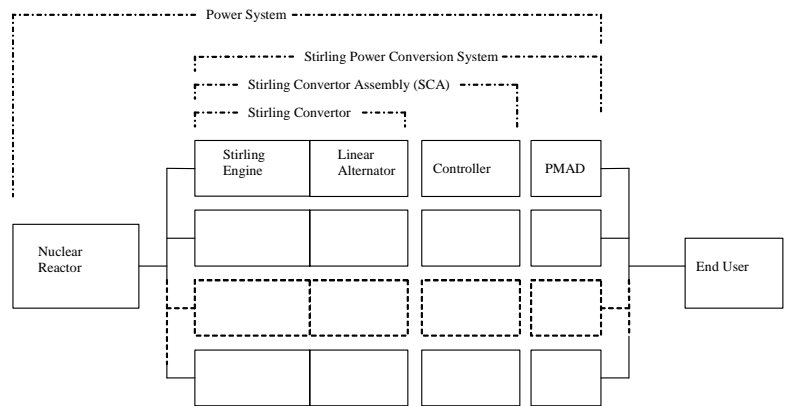 Power System
Stirling Power Conversion System
Stirling Convertor Assembly (SCA)
Stirling Convertor
Stirling
Engine
Linear
Alternator
Controller
PMAD
Nuclear
Reactor
End User